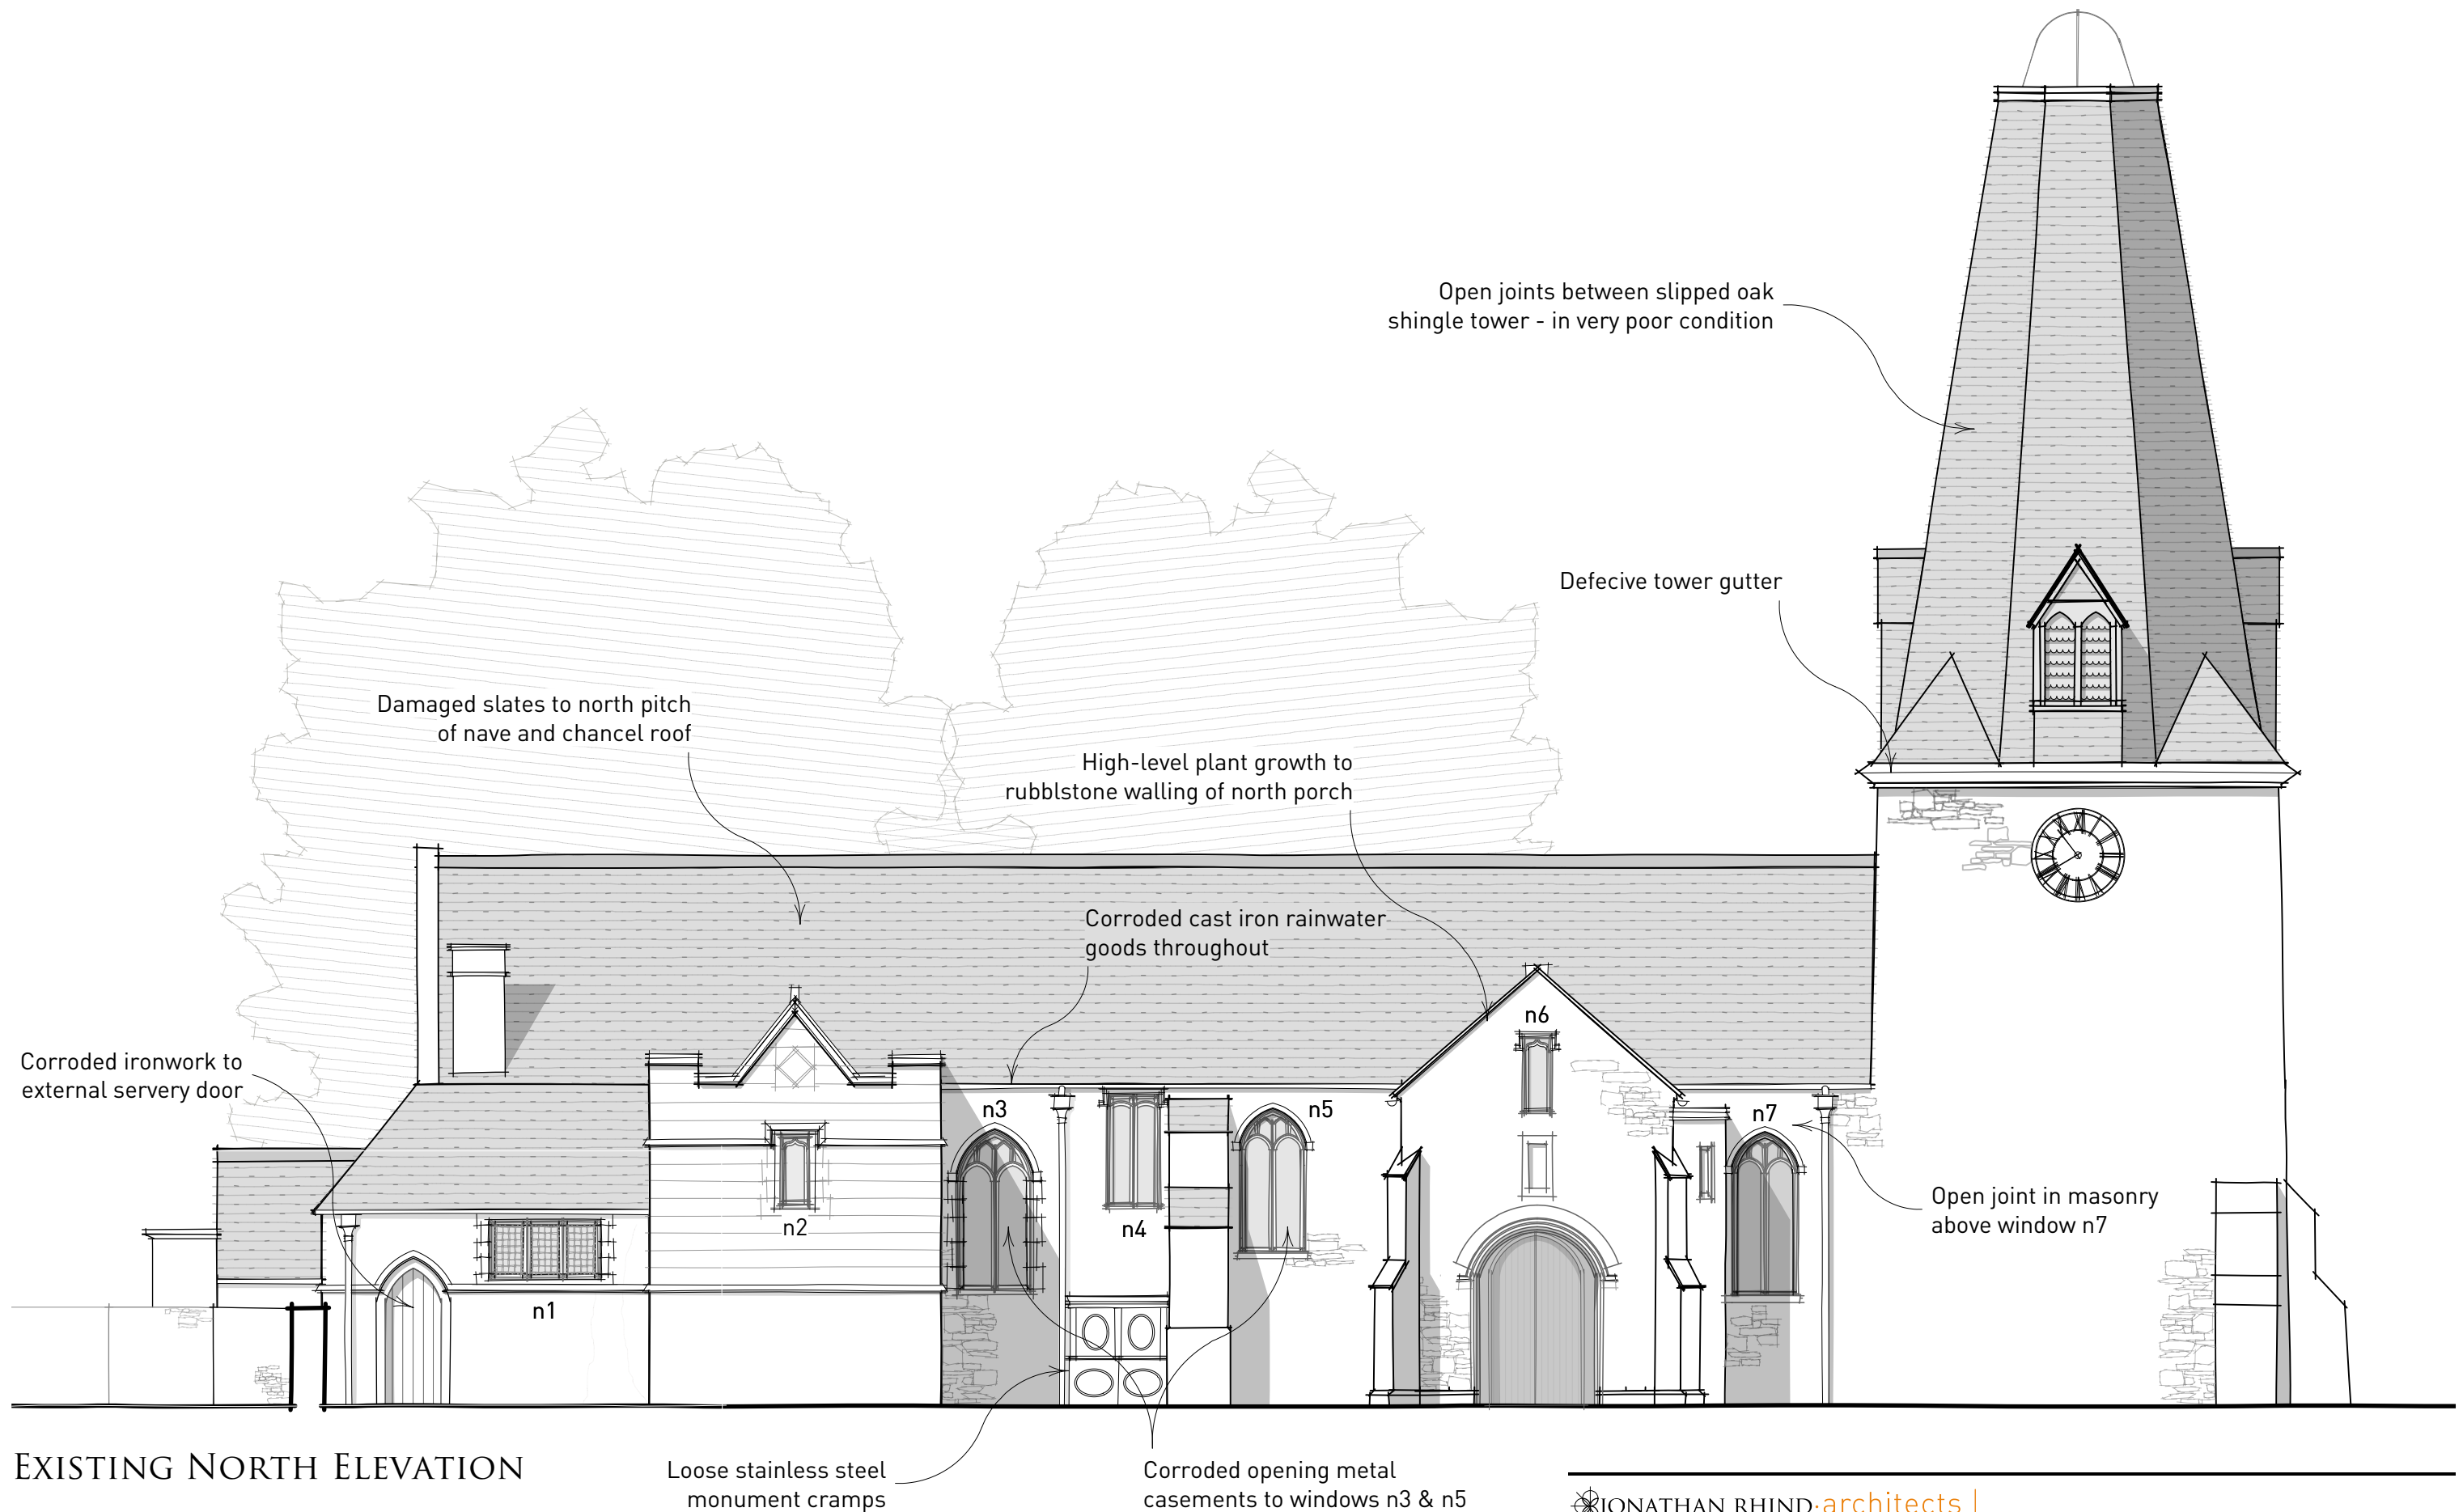 Open joints between slipped oak
shingle tower - in very poor condition
Defecive tower gutter
Damaged slates to north pitch
of nave and chancel roof
High-level plant growth to
rubblstone walling of north porch
Corroded cast iron rainwater
goods throughout
Corroded ironwork to
external servery door
n1
n2
n3
n4
n5
n6
n7
Open joint in masonry
above window n7
EXISTING NORTH ELEVATION
Loose stainless steel
monument cramps
Corroded opening metal
casements to windows n3 & n5
JONATHAN RHIND·architects